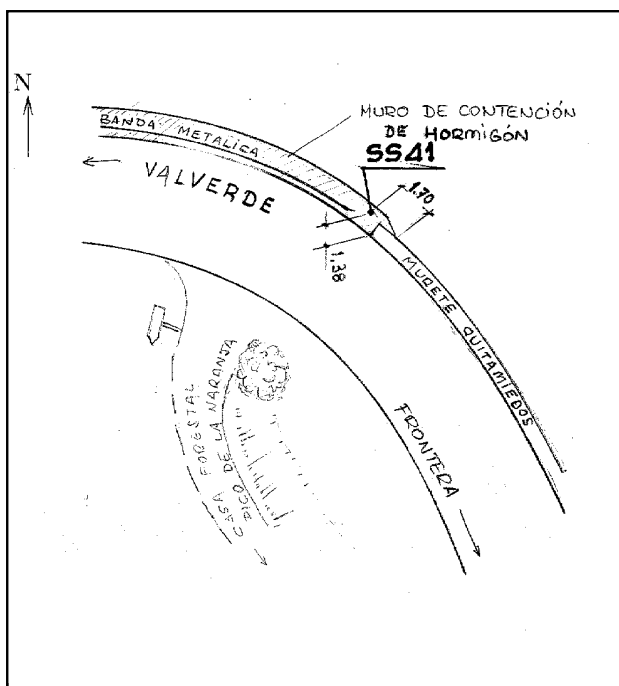 N
MURO DE CONTENCIÓN
DE HORMIGÓN
SS41
BANDA METALICA
VALVERDE
1,70
1,38
MURETE QUITAMIEDOS
FRONTERA
CASA FORESTAL
PICO DE LA NARANJA